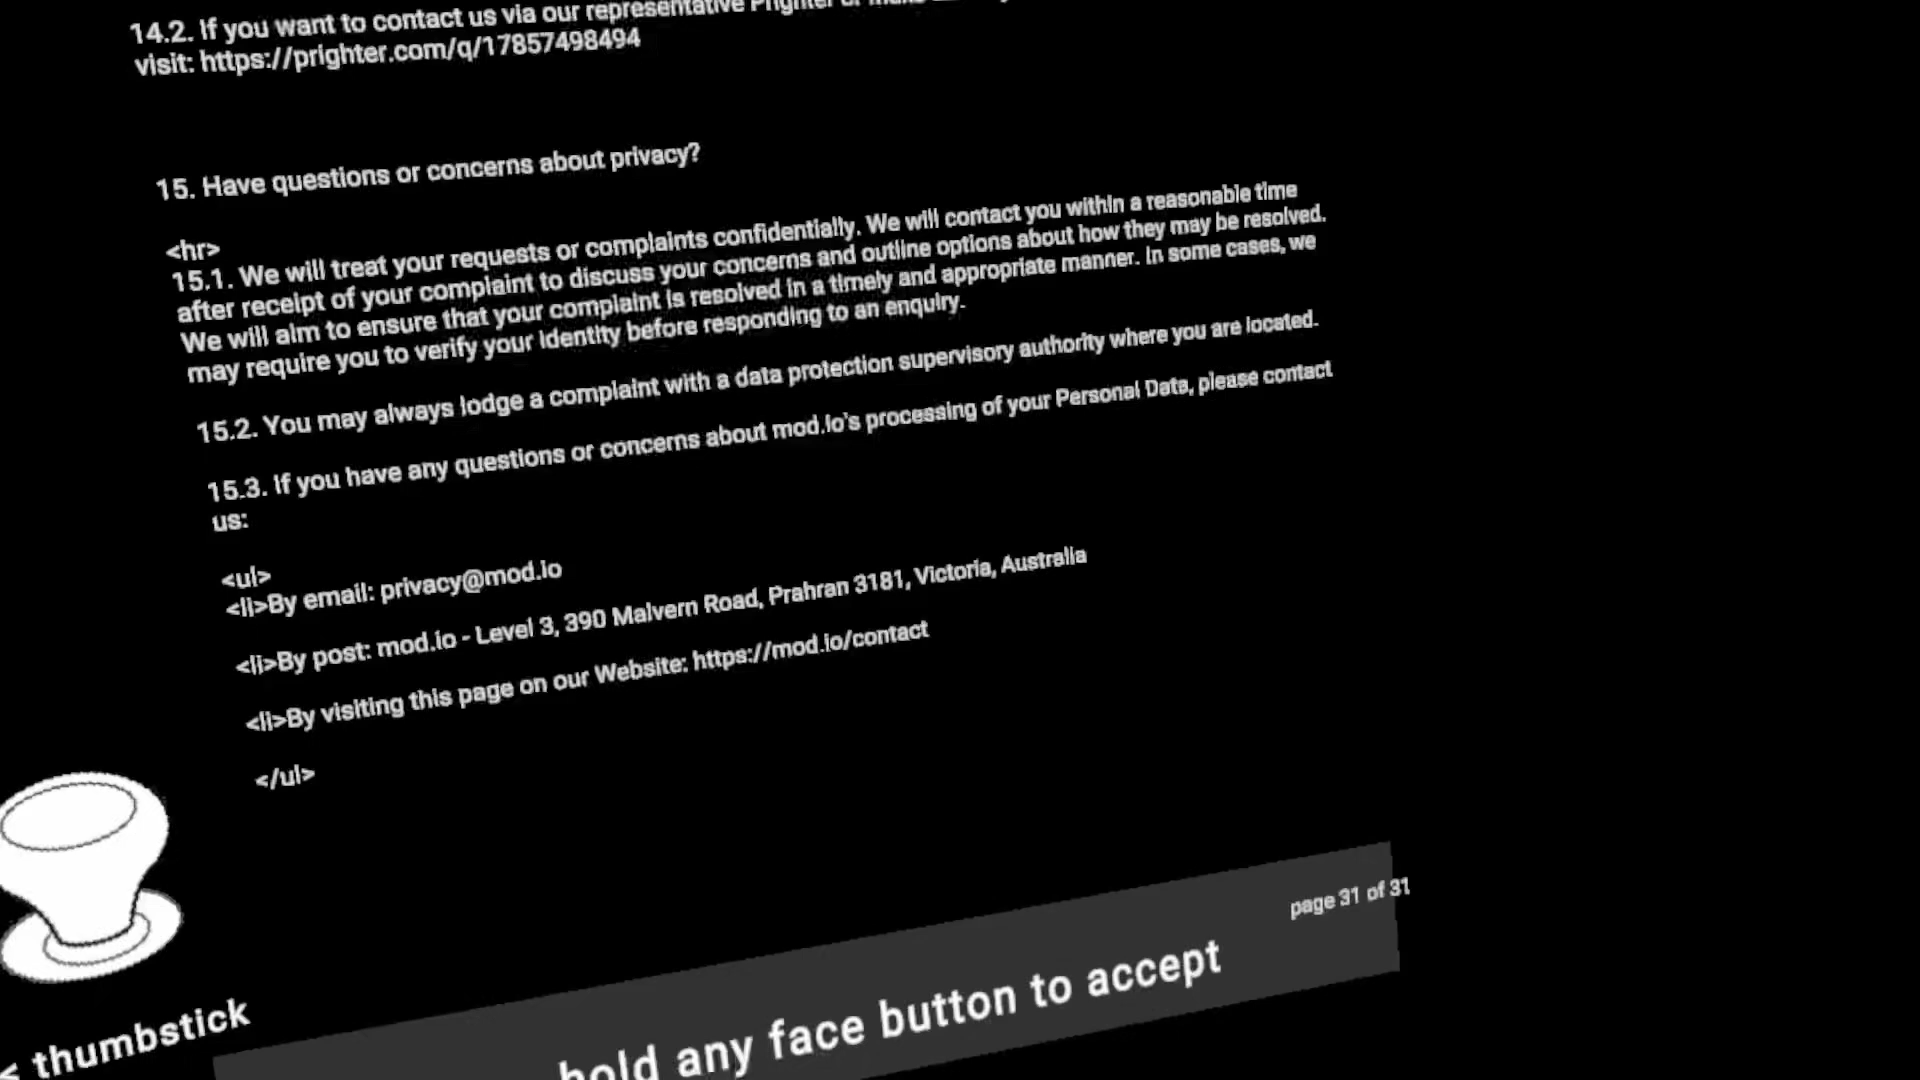 14.2. If you want to contact us via our representative Prighter or make
visit: https://prighter.com/q/17857498494
15. Have questions or concerns about privacy?
<hr>
15.1. We will treat your requests or complaints confidentially. We will contact you within a reasonable time
after receipt of your complaint to discuss your concerns and outline options about how they may be resolved.
We will aim to ensure that your complaint is resolved in a timely and appropriate manner. In some cases, we
may require you to verify your identity before responding to an enquiry.
15.2. You may always lodge a complaint with a data protection supervisory authority where you are located.
15.3. If you have any questions or concerns about mod.io's processing of your Personal Data, please contact
us:
<ul>
<li>By email: privacy@mod.io
<li>By post: mod.io - Level 3, 390 Malvern Road, Prahran 3181, Victoria, Australia
<li>By visiting this page on our Website: https://mod.io/contact
</ul>
page 31 of 31
< thumbstick
hold any face button to accept